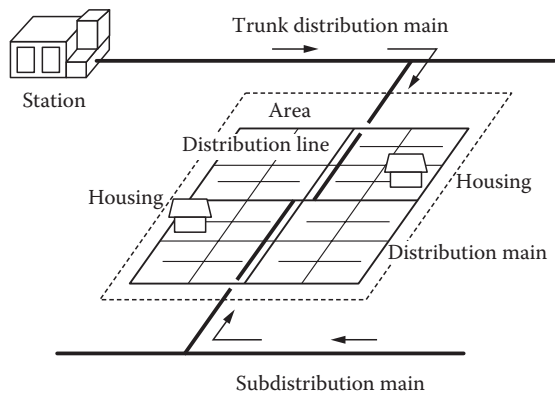 Trunk distribution main
Station
Area
Distribution line
Housing
Housing
Distribution main
Subdistribution main